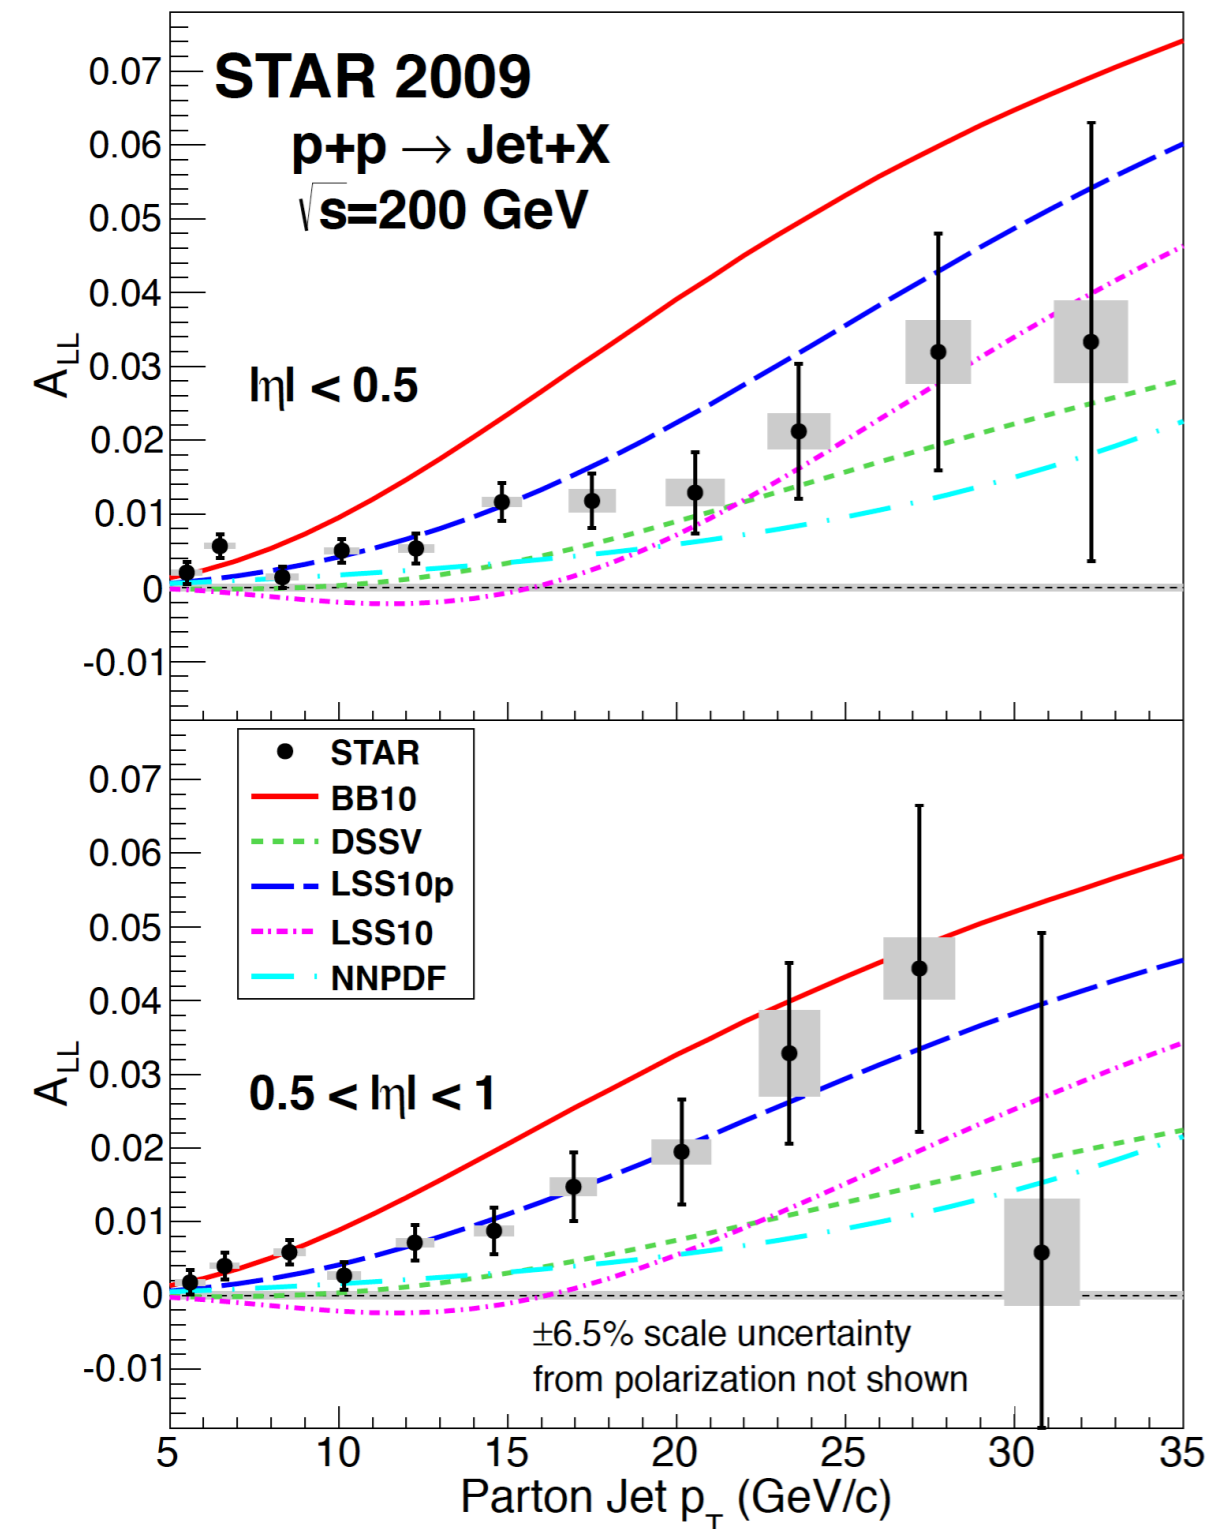 0.07
0.06
0.05
0.04
0.03
0.02
0.01
0
-0.01
A_LL
STAR 2009
p+p → Jet+X
√s=200 GeV
|η| < 0.5
0.07
0.06
0.05
0.04
0.03
0.02
0.01
0
-0.01
A_LL
STAR
BB10
DSSV
LSS10p
LSS10
NNPDF
0.5 < |η| < 1
±6.5% scale uncertainty
from polarization not shown
5 10 15 20 25 30 35
Parton Jet p_T (GeV/c)